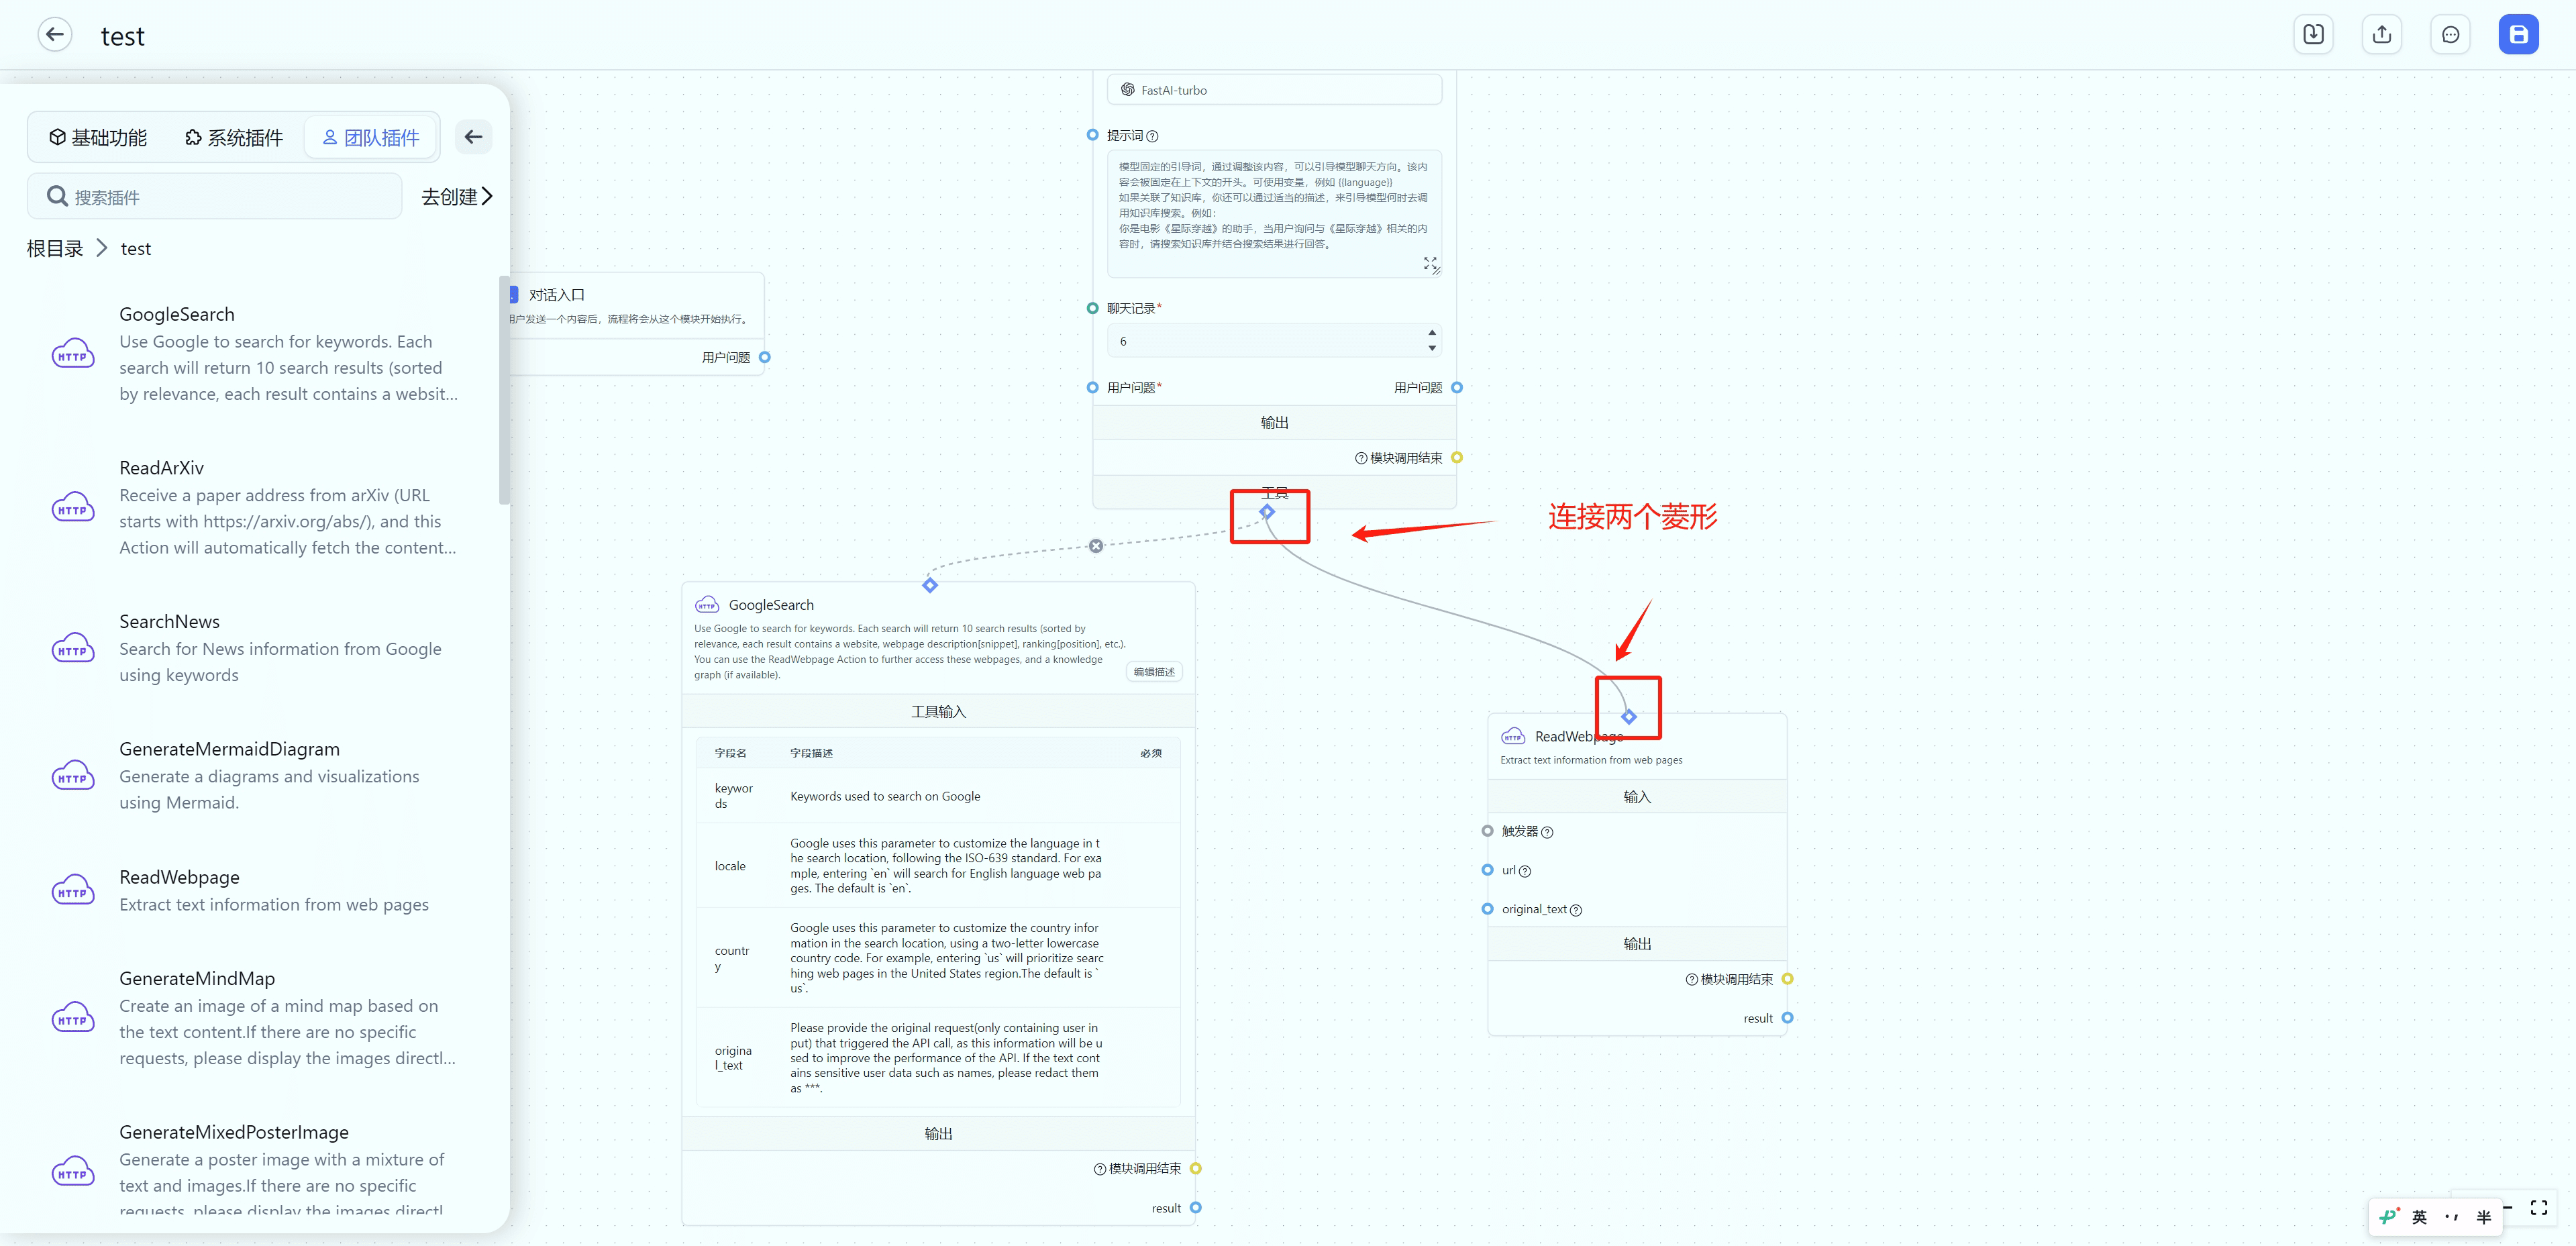 test
基础功能
系统插件
团队插件
搜索插件
去创建
根目录
test
GoogleSearch
Use Google to search for keywords. Each
search will return 10 search results (sorted
by relevance, each result contains a websit...
ReadArXiv
Receive a paper address from arXiv (URL
starts with https://arxiv.org/abs/), and this
Action will automatically fetch the content...
SearchNews
Search for News information from Google
using keywords
GenerateMermaidDiagram
Generate a diagrams and visualizations
using Mermaid.
ReadWebpage
Extract text information from web pages
GenerateMindMap
Create an image of a mind map based on
the text content.If there are no specific
requests, please display the images directl...
GenerateMixedPosterImage
Generate a poster image with a mixture of
text and images.If there are no specific
requests, please display the images directl
对话入口
用户发送一个内容后，流程将会从这个模块开始执行。
用户问题
FastAI-turbo
提示词
模型固定的引导词，通过调整该内容，可以引导模型聊天方向。该内
容会被固定在上下文的开头。可使用变量，例如 {{language}}
如果关联了知识库，你还可以通过适当的描述，来引导模型何时去调
用知识库搜索。例如：
你是电影《星际穿越》的助手，当用户询问与《星际穿越》相关的内
容时，请搜索知识库并结合搜索结果进行回答。
聊天记录*
6
用户问题*
用户问题
输出
模块调用结束
工具
连接两个菱形
GoogleSearch
Use Google to search for keywords. Each search will return 10 search results (sorted by
relevance, each result contains a website, webpage description[snippet], ranking[position], etc.).
You can use the ReadWebpage Action to further access these webpages, and a knowledge
graph (if available).
编辑描述
工具输入
字段名
字段描述
必须
keywor
ds
Keywords used to search on Google
locale
Google uses this parameter to customize the language in t
he search location, following the ISO-639 standard. For exa
mple, entering `en` will search for English language web pa
ges. The default is `en`.
countr
y
Google uses this parameter to customize the country infor
mation in the search location, using a two-letter lowercase
country code. For example, entering `us` will prioritize searc
hing web pages in the United States region.The default is `
us`.
origina
l_text
Please provide the original request(only containing user in
put) that triggered the API call, as this information will be u
sed to improve the performance of the API. If the text cont
ains sensitive user data such as names, please redact them
as ***.
输出
模块调用结束
result
ReadWebpage
Extract text information from web pages
输入
触发器
url
original_text
输出
模块调用结束
result
英
半